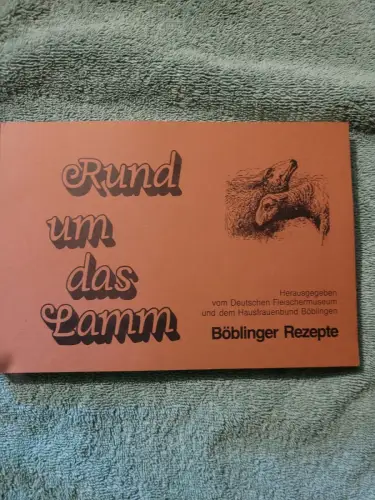 Rund
um
das
Lamm
Herausgegeben
vom Deutschen Fleischermuseum
und dem Hausfrauenbund Böblingen
Böblinger Rezepte